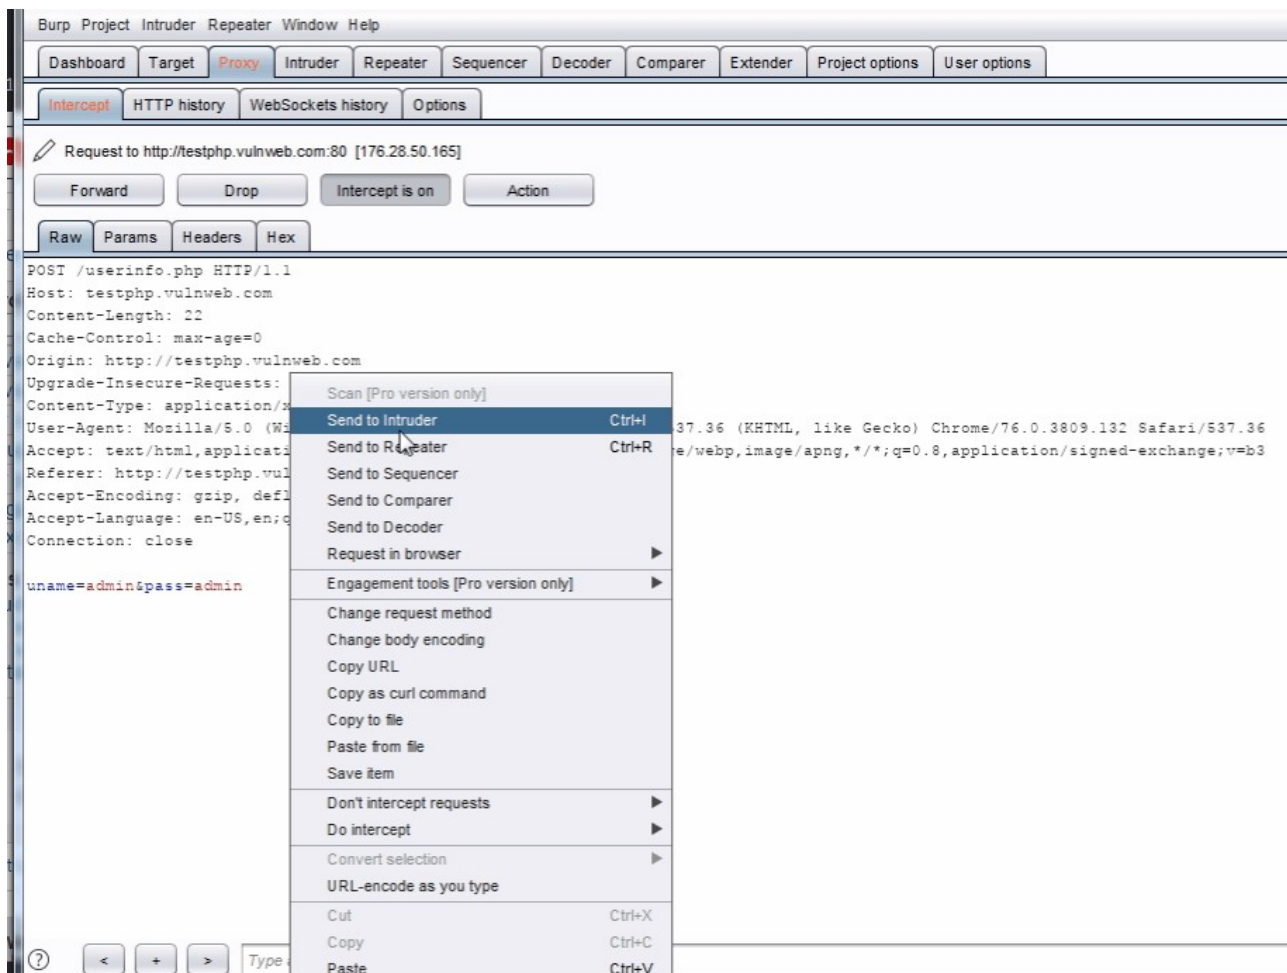 Burp Project Intruder Repeater Window Help
Dashboard Target Proxy Intruder Repeater Sequencer Decoder Comparer Extender Project options User options
Intercept HTTP history WebSockets history Options
Request to http://testphp.vulnweb.com:80 [176.28.50.165]
Forward Drop Intercept is on Action
Raw Params Headers Hex
POST /userinfo.php HTTP/1.1
Host: testphp.vulnweb.com
Content-Length: 22
Cache-Control: max-age=0
Origin: http://testphp.vulnweb.com
Upgrade-Insecure-Requests:
Content-Type: application/x
User-Agent: Mozilla/5.0 (Wi 37.36 (KHTML, like Gecko) Chrome/76.0.3809.132 Safari/537.36
Accept: text/html,applicati e/webp,image/apng,*/*;q=0.8,application/signed-exchange;v=b3
Referer: http://testphp.vul
Accept-Encoding: gzip, defl
Accept-Language: en-US,en;q
Connection: close
uname=admin&pass=admin
Scan [Pro version only]
Send to Intruder Ctrl+I
Send to Repeater Ctrl+R
Send to Sequencer
Send to Comparer
Send to Decoder
Request in browser
Engagement tools [Pro version only]
Change request method
Change body encoding
Copy URL
Copy as curl command
Copy to file
Paste from file
Save item
Don't intercept requests
Do intercept
Convert selection
URL-encode as you type
Cut Ctrl+X
Copy Ctrl+C
Paste Ctrl+V
? < + > Type